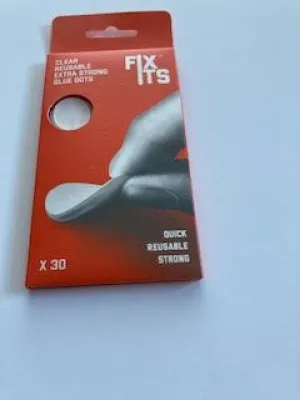 CLEAR
REUSABLE
EXTRA STRONG
GLUE DOTS
FIX
ITS
QUICK
REUSABLE
STRONG
X 30